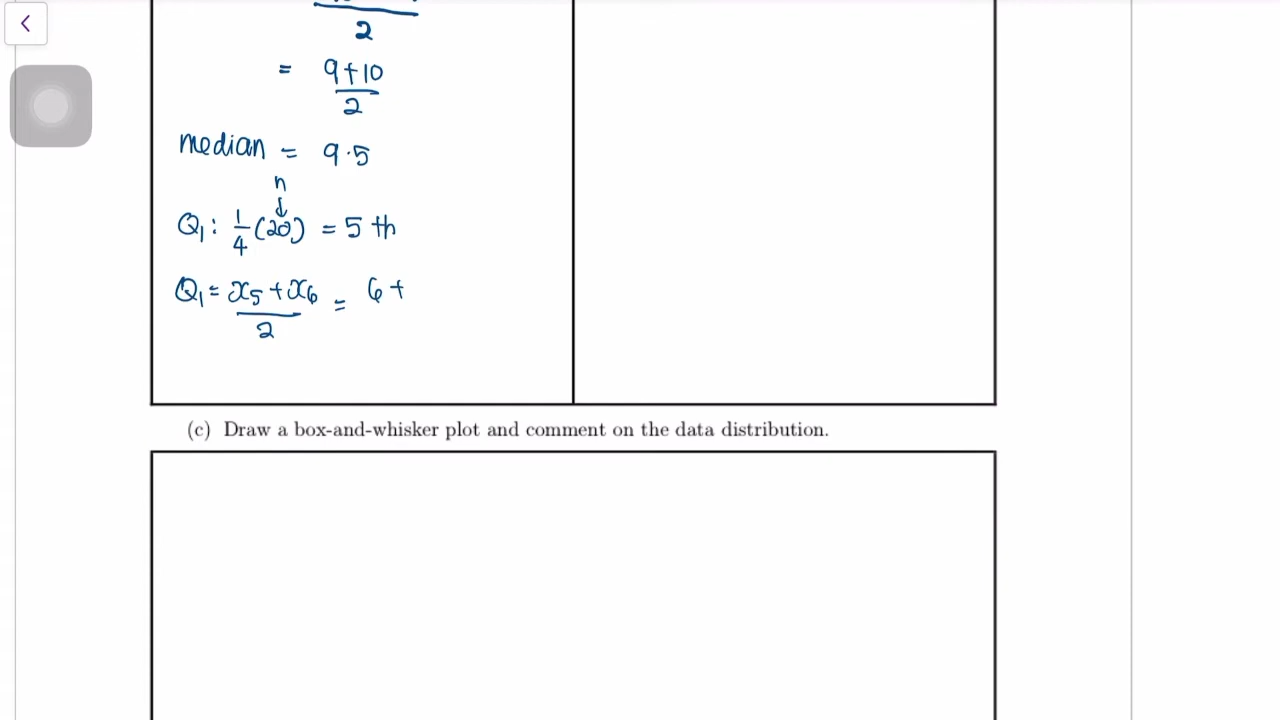 2
= 9+10
2
median = 9.5
n
↓
Q₁: 1/4 (20) = 5 th
Q₁ = x₅ + x₆ = 6 +
2
(c) Draw a box-and-whisker plot and comment on the data distribution.